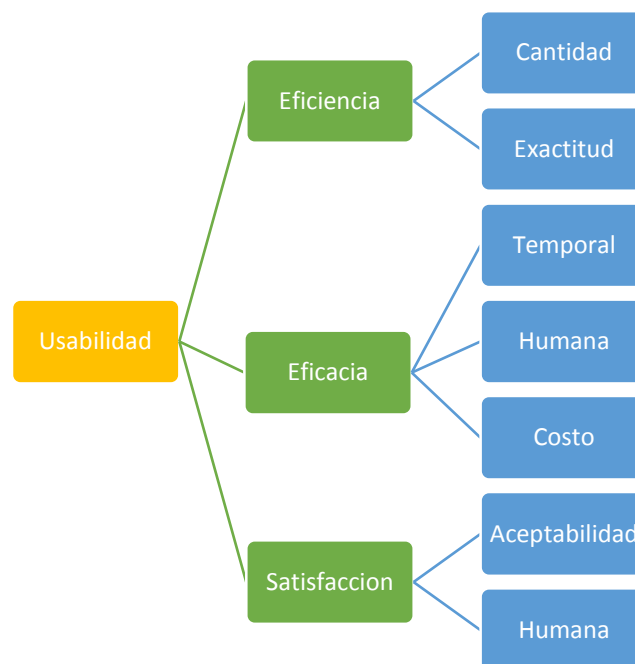 Usabilidad
Eficiencia
Cantidad
Exactitud
Eficacia
Temporal
Humana
Costo
Satisfaccion
Aceptabilidad
Humana